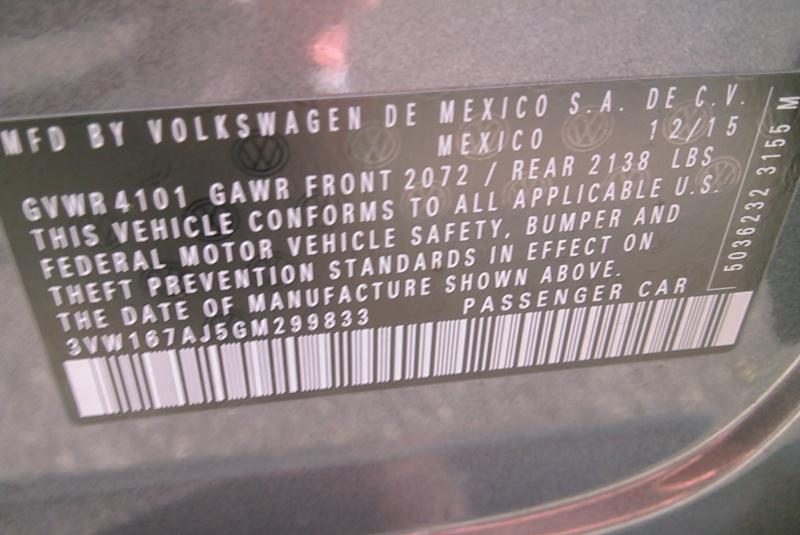 MFD BY VOLKSWAGEN DE MEXICO S.A. DE C.V.
MEXICO 12/15
GVWR 4101 GAWR FRONT 2072 / REAR 2138 LBS
THIS VEHICLE CONFORMS TO ALL APPLICABLE U.S.
FEDERAL MOTOR VEHICLE SAFETY, BUMPER AND
THEFT PREVENTION STANDARDS IN EFFECT ON
THE DATE OF MANUFACTURE SHOWN ABOVE.
3VW167AJ5GM299833 PASSENGER CAR
5036232 3155 M